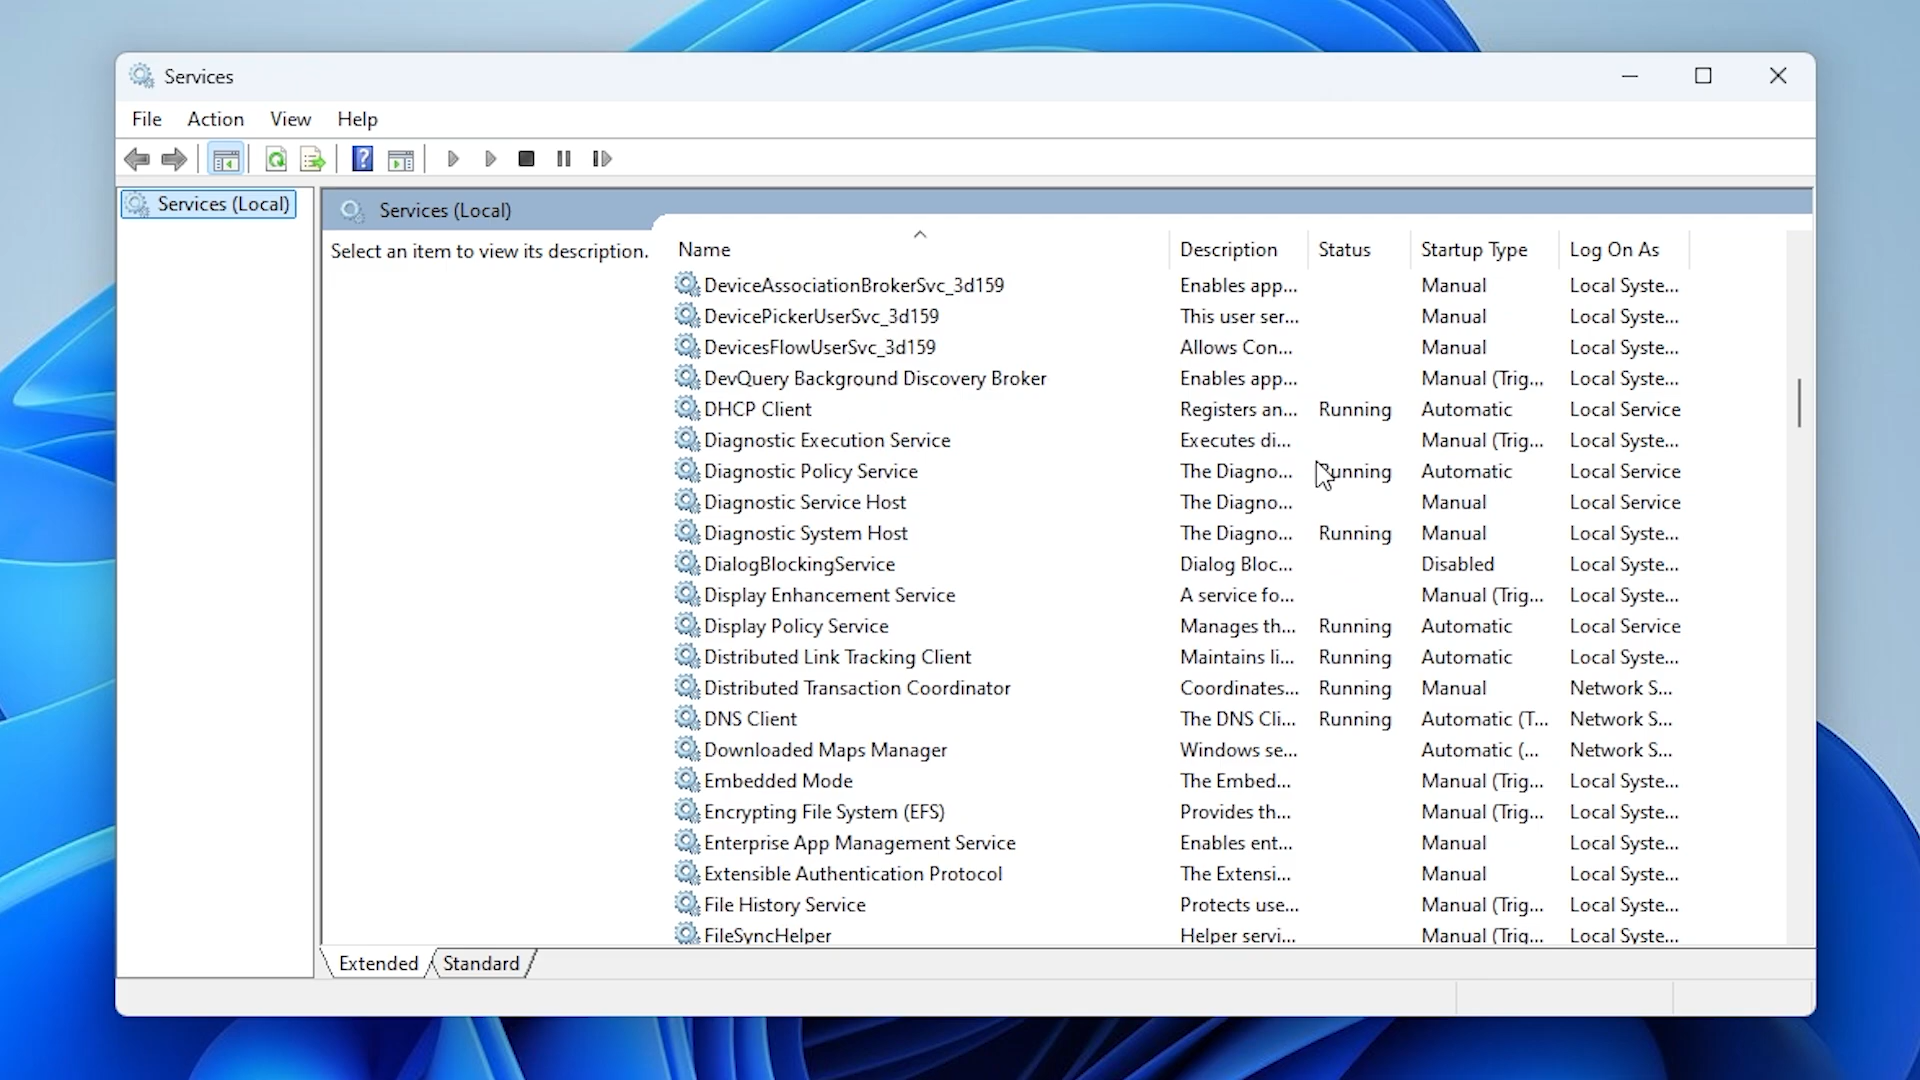 Services
File Action View Help
Services (Local)
Services (Local)
Select an item to view its description.
Name Description Status Startup Type Log On As
DeviceAssociationBrokerSvc_3d159 Enables app... Manual Local Syste...
DevicePickerUserSvc_3d159 This user ser... Manual Local Syste...
DevicesFlowUserSvc_3d159 Allows Con... Manual Local Syste...
DevQuery Background Discovery Broker Enables app... Manual (Trig... Local Syste...
DHCP Client Registers an... Running Automatic Local Service
Diagnostic Execution Service Executes di... Manual (Trig... Local Syste...
Diagnostic Policy Service The Diagno... Running Automatic Local Service
Diagnostic Service Host The Diagno... Manual Local Service
Diagnostic System Host The Diagno... Running Manual Local Syste...
DialogBlockingService Dialog Bloc... Disabled Local Syste...
Display Enhancement Service A service fo... Manual (Trig... Local Syste...
Display Policy Service Manages th... Running Automatic Local Service
Distributed Link Tracking Client Maintains li... Running Automatic Local Syste...
Distributed Transaction Coordinator Coordinates... Running Manual Network S...
DNS Client The DNS Cli... Running Automatic (T... Network S...
Downloaded Maps Manager Windows se... Automatic (... Network S...
Embedded Mode The Embed... Manual (Trig... Local Syste...
Encrypting File System (EFS) Provides th... Manual (Trig... Local Syste...
Enterprise App Management Service Enables ent... Manual Local Syste...
Extensible Authentication Protocol The Extensi... Manual Local Syste...
File History Service Protects use... Manual (Trig... Local Syste...
FileSyncHelper Helper servi... Manual (Trig... Local Syste...
Extended Standard